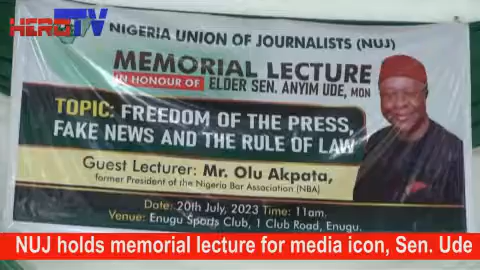 HERO TV
NIGERIA UNION OF JOURNALISTS (NUJ)
MEMORIAL LECTURE
IN HONOUR OF ELDER SEN. ANYIM UDE, MON
TOPIC: FREEDOM OF THE PRESS,
FAKE NEWS AND THE RULE OF LAW
Guest Lecturer: Mr. Olu Akpata,
former President of the Nigeria Bar Association (NBA)
Date: 20th July, 2023 Time: 11am.
Venue: Enugu Sports Club, 1 Club Road, Enugu.
NUJ holds memorial lecture for media icon, Sen. Ude